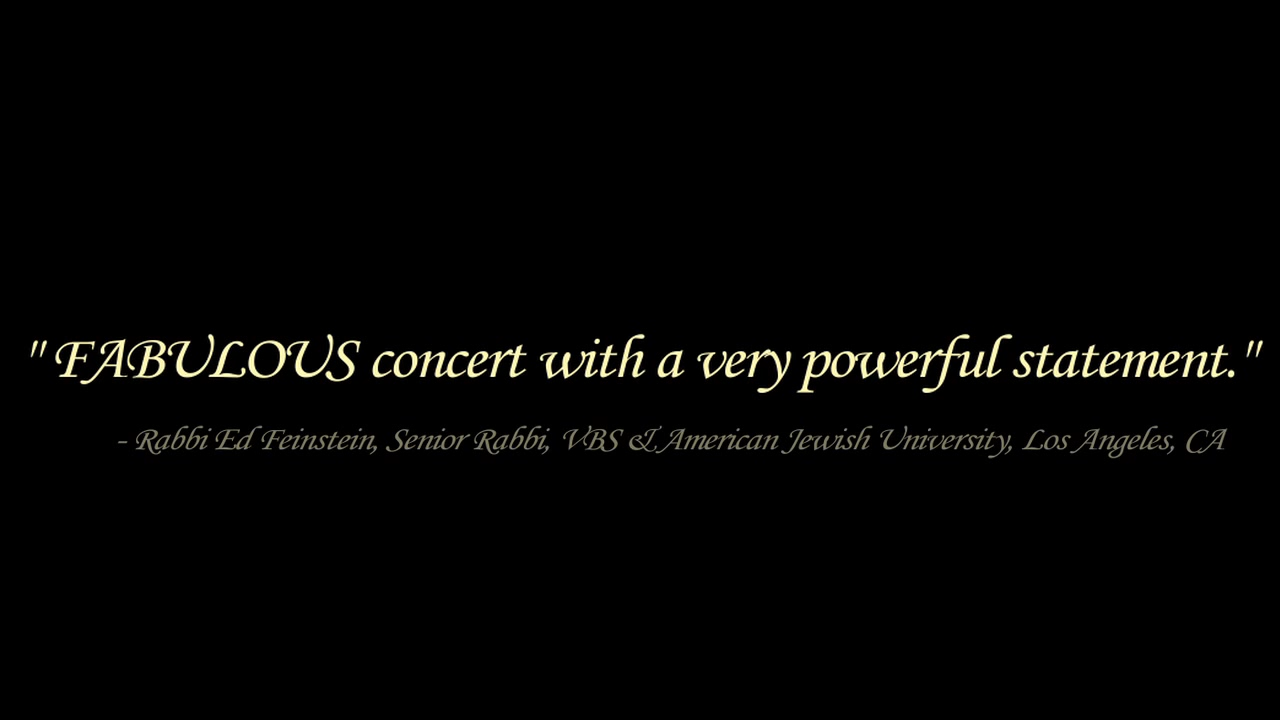 "FABULOUS concert with a very powerful statement."
- Rabbi Ed Feinstein, Senior Rabbi, VBS & American Jewish University, Los Angeles, CA